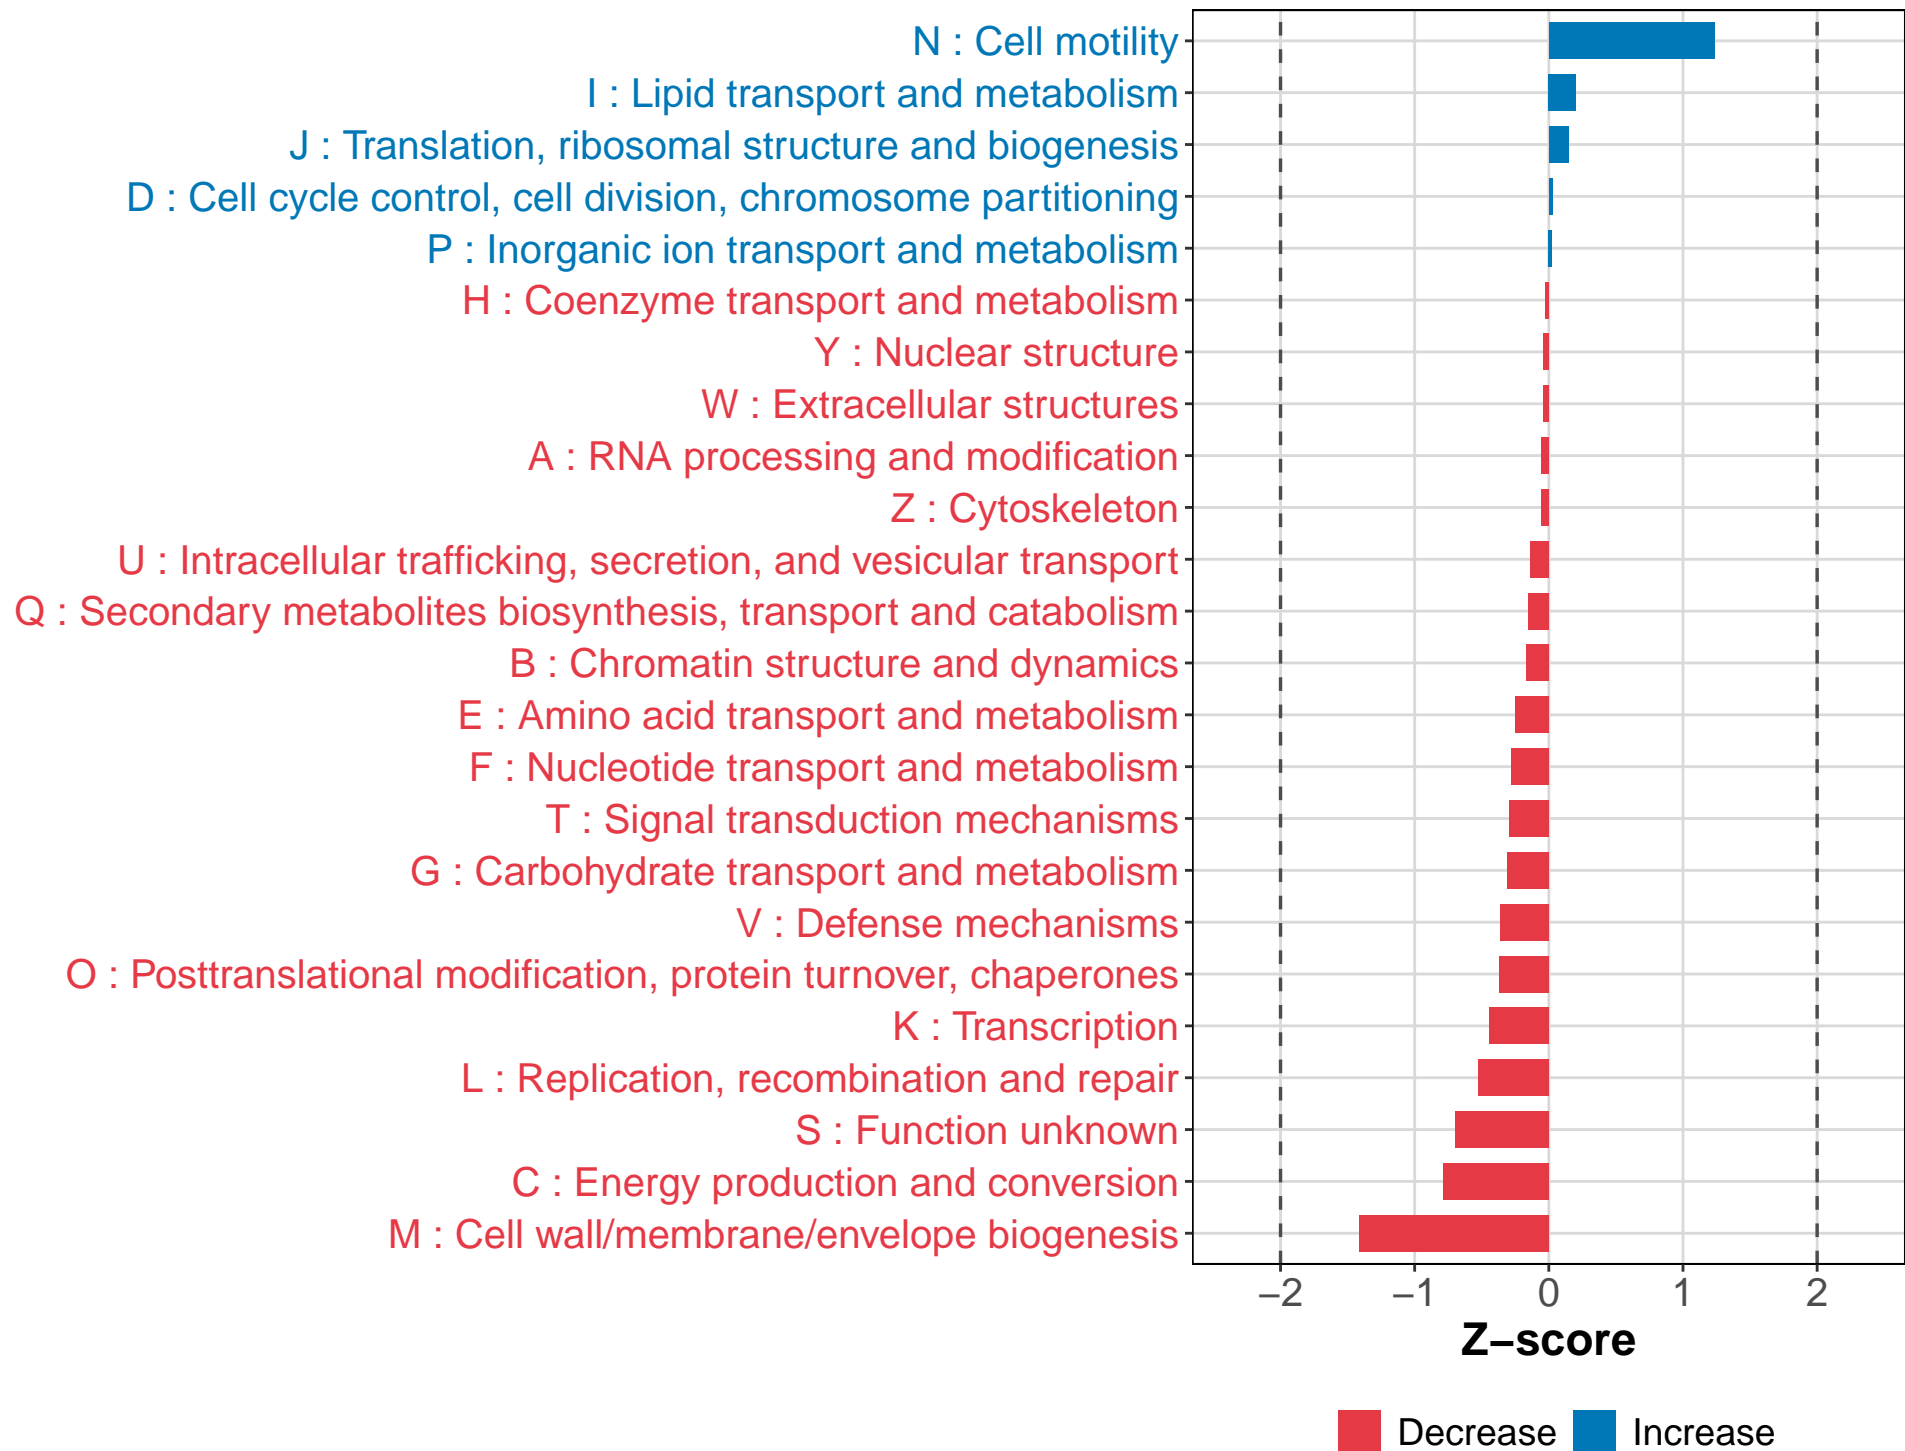 N : Cell motility
I : Lipid transport and metabolism
J : Translation, ribosomal structure and biogenesis
D : Cell cycle control, cell division, chromosome partitioning
P : Inorganic ion transport and metabolism
H : Coenzyme transport and metabolism
Y : Nuclear structure
W : Extracellular structures
A : RNA processing and modification
Z : Cytoskeleton
U : Intracellular trafficking, secretion, and vesicular transport
Q : Secondary metabolites biosynthesis, transport and catabolism
B : Chromatin structure and dynamics
E : Amino acid transport and metabolism
F : Nucleotide transport and metabolism
T : Signal transduction mechanisms
G : Carbohydrate transport and metabolism
V : Defense mechanisms
O : Posttranslational modification, protein turnover, chaperones
K : Transcription
L : Replication, recombination and repair
S : Function unknown
C : Energy production and conversion
M : Cell wall/membrane/envelope biogenesis
−2 −1 0 1 2
Z−score
Decrease Increase